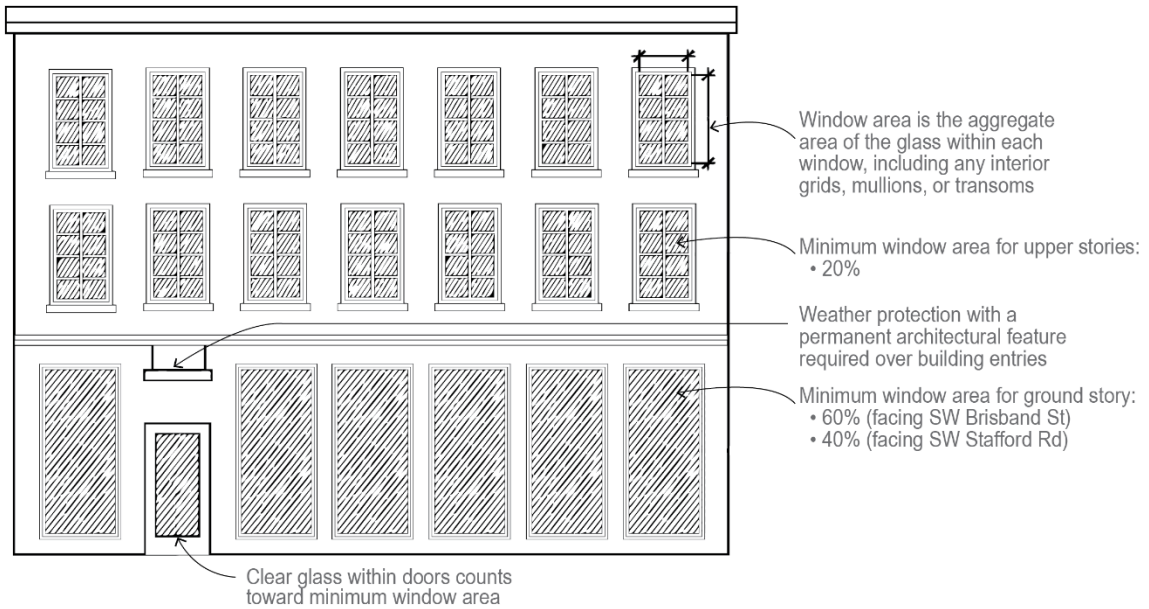 Window area is the aggregate
area of the glass within each
window, including any interior
grids, mullions, or transoms
Minimum window area for upper stories:
• 20%
Weather protection with a
permanent architectural feature
required over building entries
Minimum window area for ground story:
• 60% (facing SW Brisband St)
• 40% (facing SW Stafford Rd)
Clear glass within doors counts
toward minimum window area